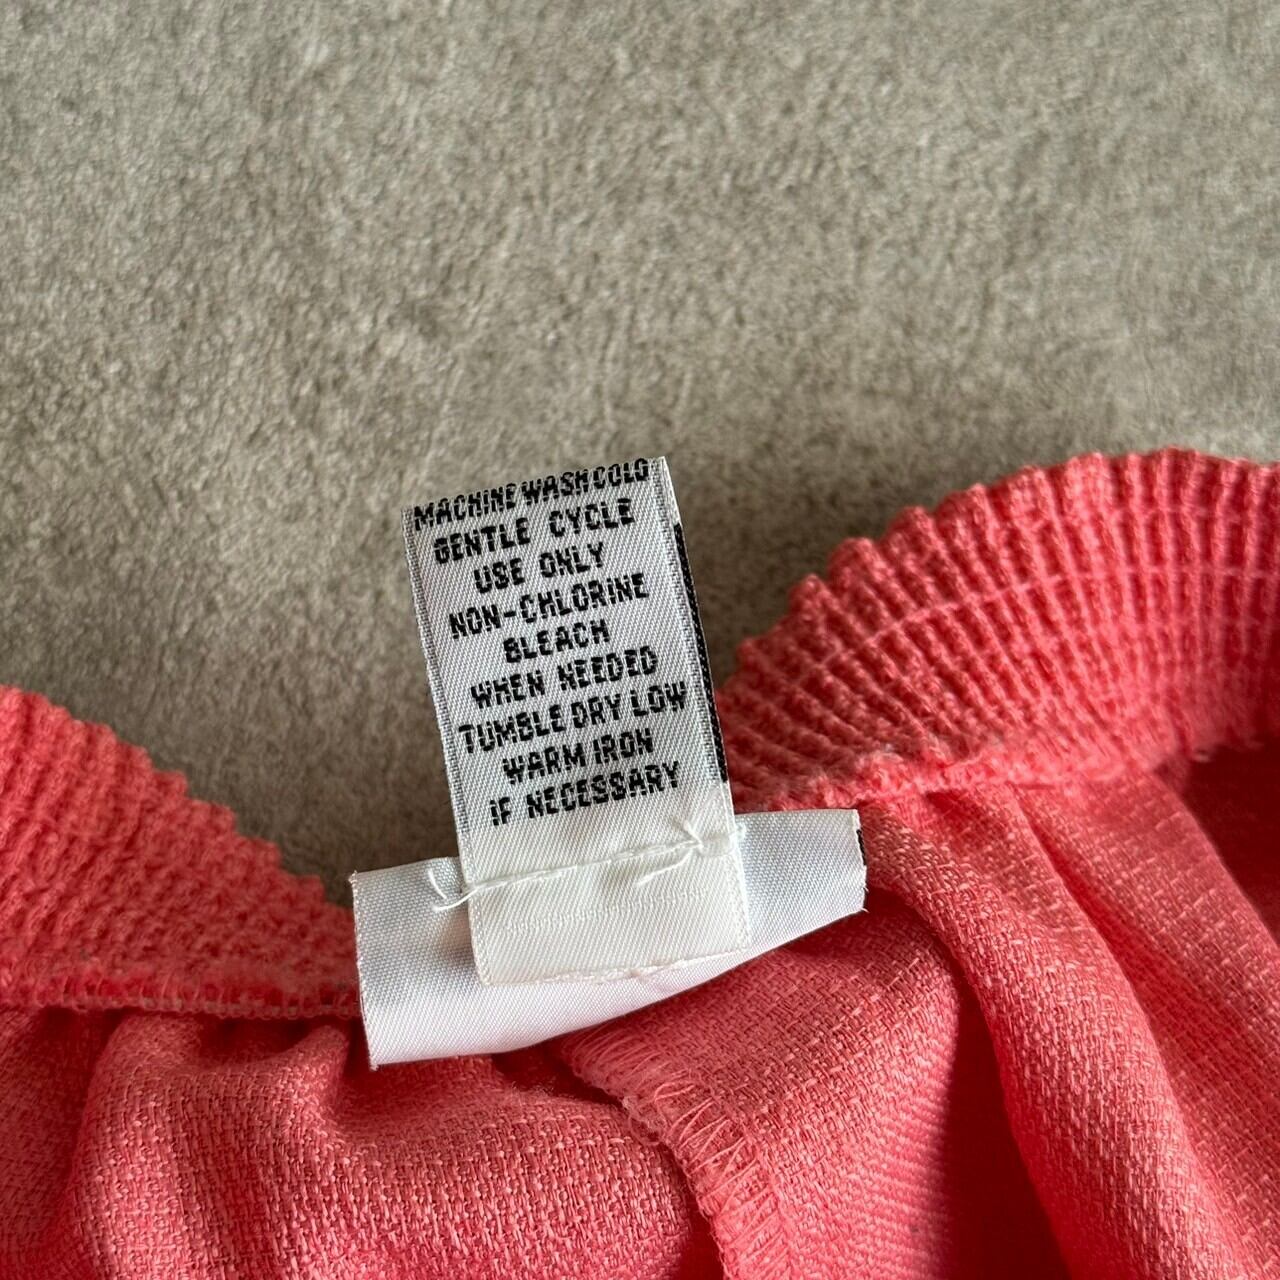 MACHINE WASH COLD
GENTLE CYCLE
USE ONLY
NON-CHLORINE
BLEACH
WHEN NEEDED
TUMBLE DRY LOW
WARM IRON
IF NECESSARY